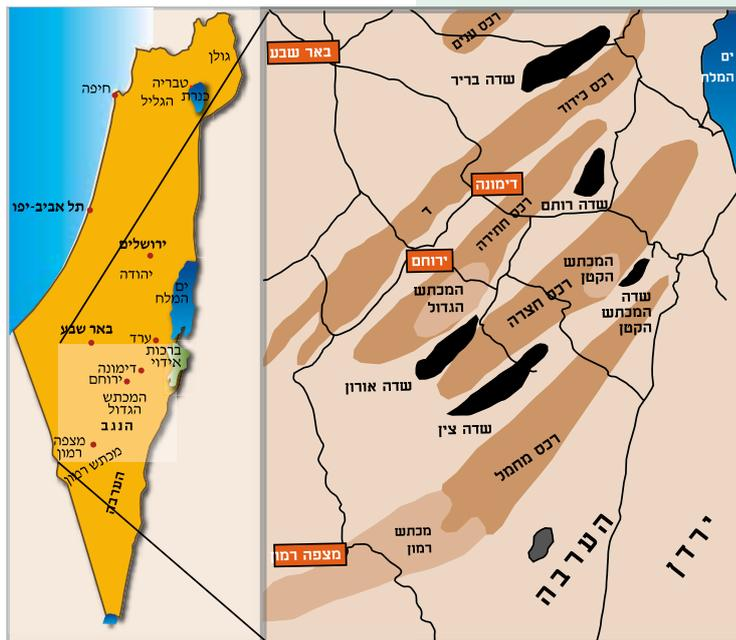 גולן
חיפה
טבריה
הגליל
כנרת
תל אביב-יפו
ירושלים
יהודה
ים
המלח
באר שבע
ערד
ברכות
אידוי
דימונה
ירוחם
המכתש
הגדול
הנגב
מצפה
רמון
מכתש רמון
הערבה
באר שבע
רכס ענים
ים
המלח
שדה בריר
רכס כידוד
דימונה
שדה רותם
ד
רכס חתירה
ירוחם
המכתש
הגדול
המכתש
הקטן
רכס חצרה
שדה
המכתש
הקטן
שדה אורון
שדה צין
רכס מחמל
מכתש
רמון
מצפה רמו
הערבה
ירדן